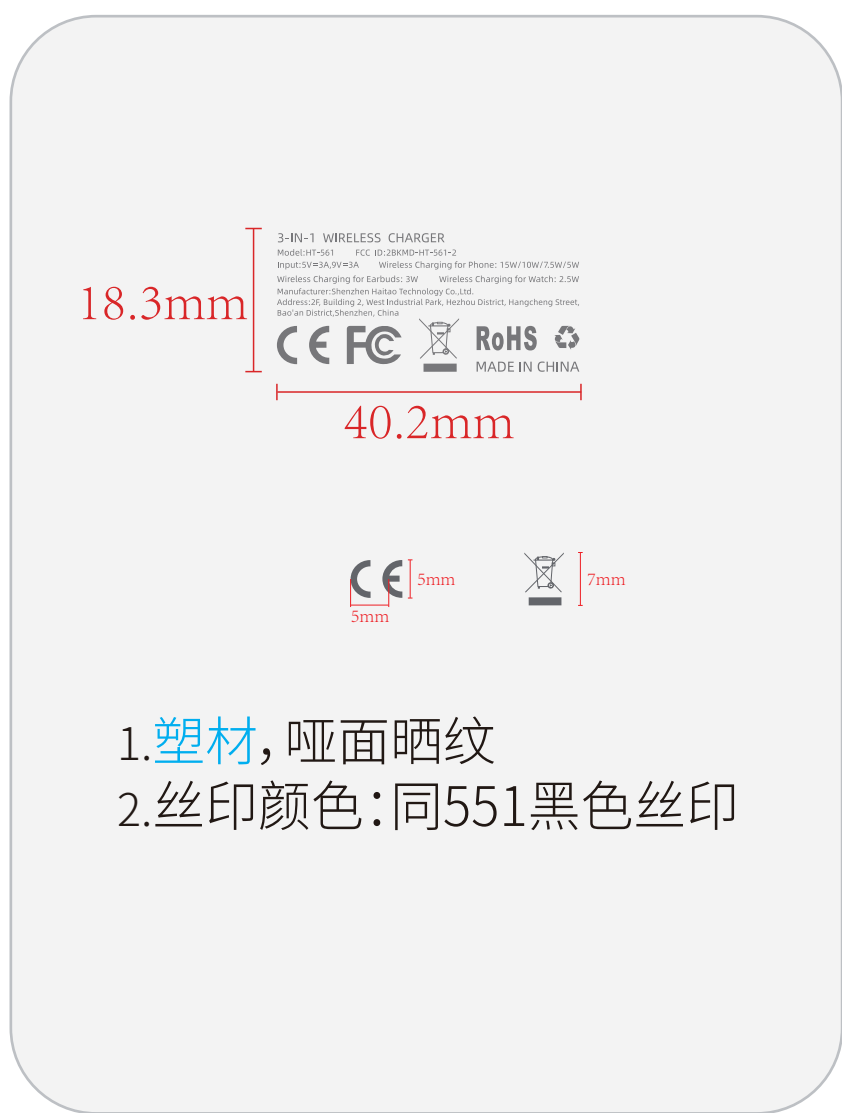 3-IN-1 WIRELESS CHARGER
Model:HT-561 FCC ID:2BKMD-HT-561-2
Input:5V=3A,9V=3A Wireless Charging for Phone: 15W/10W/7.5W/5W
Wireless Charging for Earbuds: 3W Wireless Charging for Watch: 2.5W
Manufacturer:Shenzhen Haitao Technology Co.,Ltd.
Address:2F, Building 2, West Industrial Park, Hezhou District, Hangcheng Street,
Bao'an District,Shenzhen, China
18.3mm
CE FC RoHS
MADE IN CHINA
40.2mm
CE 5mm 7mm
5mm
1.塑材，哑面晒纹
2.丝印颜色：同551黑色丝印